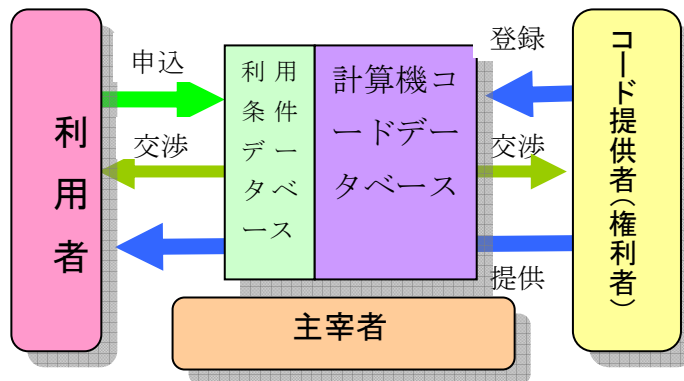 利用者
申込
交渉
利用
条件
データ
タベ
ース
計算機コ
ードデー
タベース
登録
交渉
提供
コード提供者(権利者)
主宰者